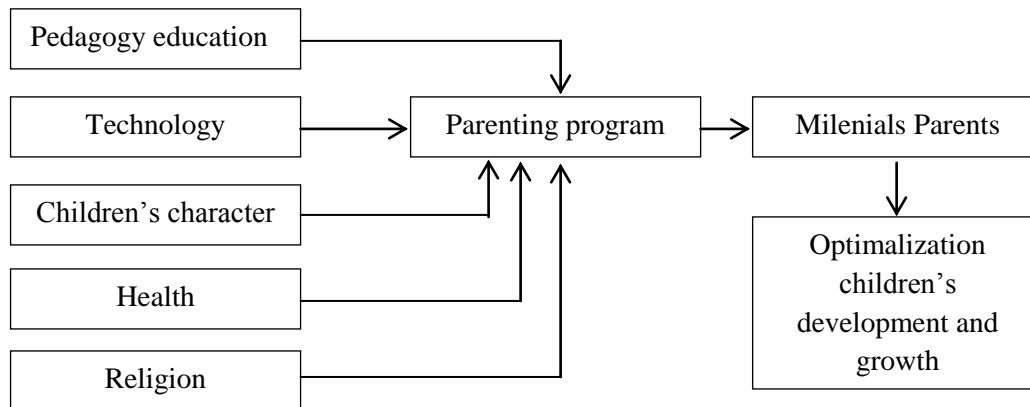 Pedagogy education
Technology
Parenting program
Milenials Parents
Children’s character
Optimalization
children’s
development and
growth
Health
Religion